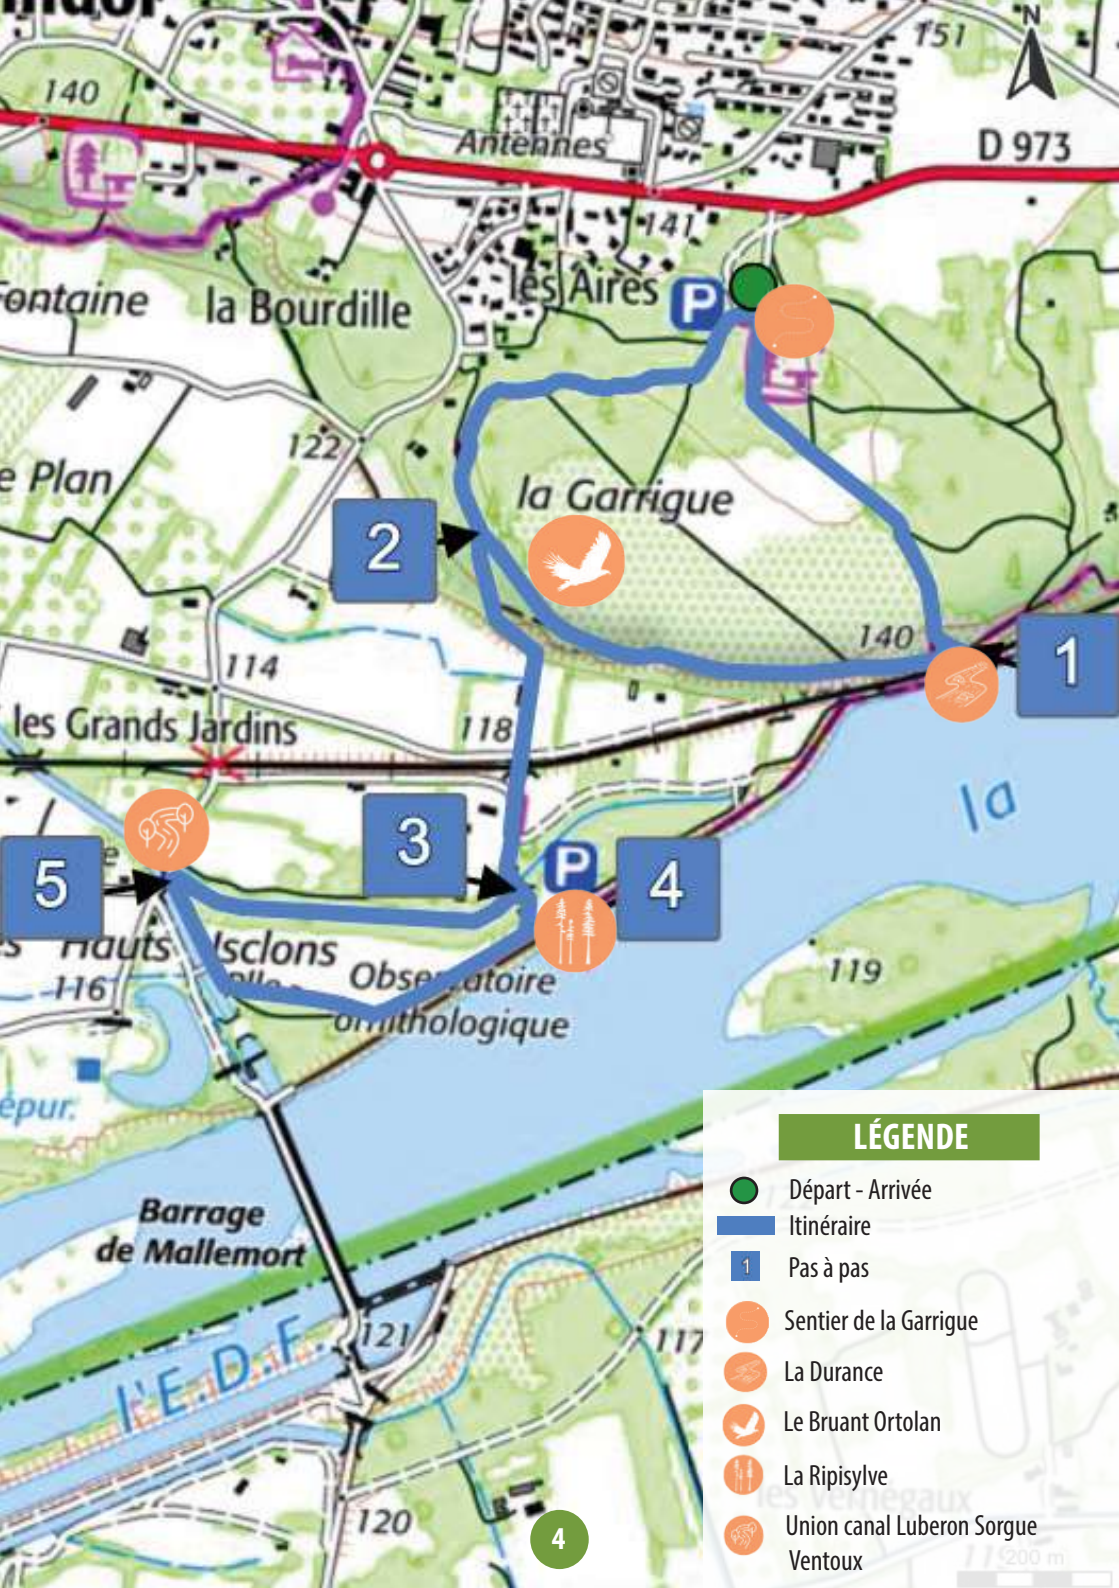 N
151
140
Antennes
D 973
141
Fontaine
la Bourdille
les Aires
P
122
e Plan
la Garrigue
2
140
1
114
les Grands Jardins
118
la
3
P
5
4
s Hauts Isclons
Plle
116
Observatoire
ornithologique
119
épur.
Barrage
de Mallemort
l'E.D.F.
121
117
120
4
LÉGENDE
Départ - Arrivée
Itinéraire
1 Pas à pas
Sentier de la Garrigue
La Durance
Le Bruant Ortolan
La Ripisylve
les Vernégaux
Union canal Luberon Sorgue
Ventoux
200 m